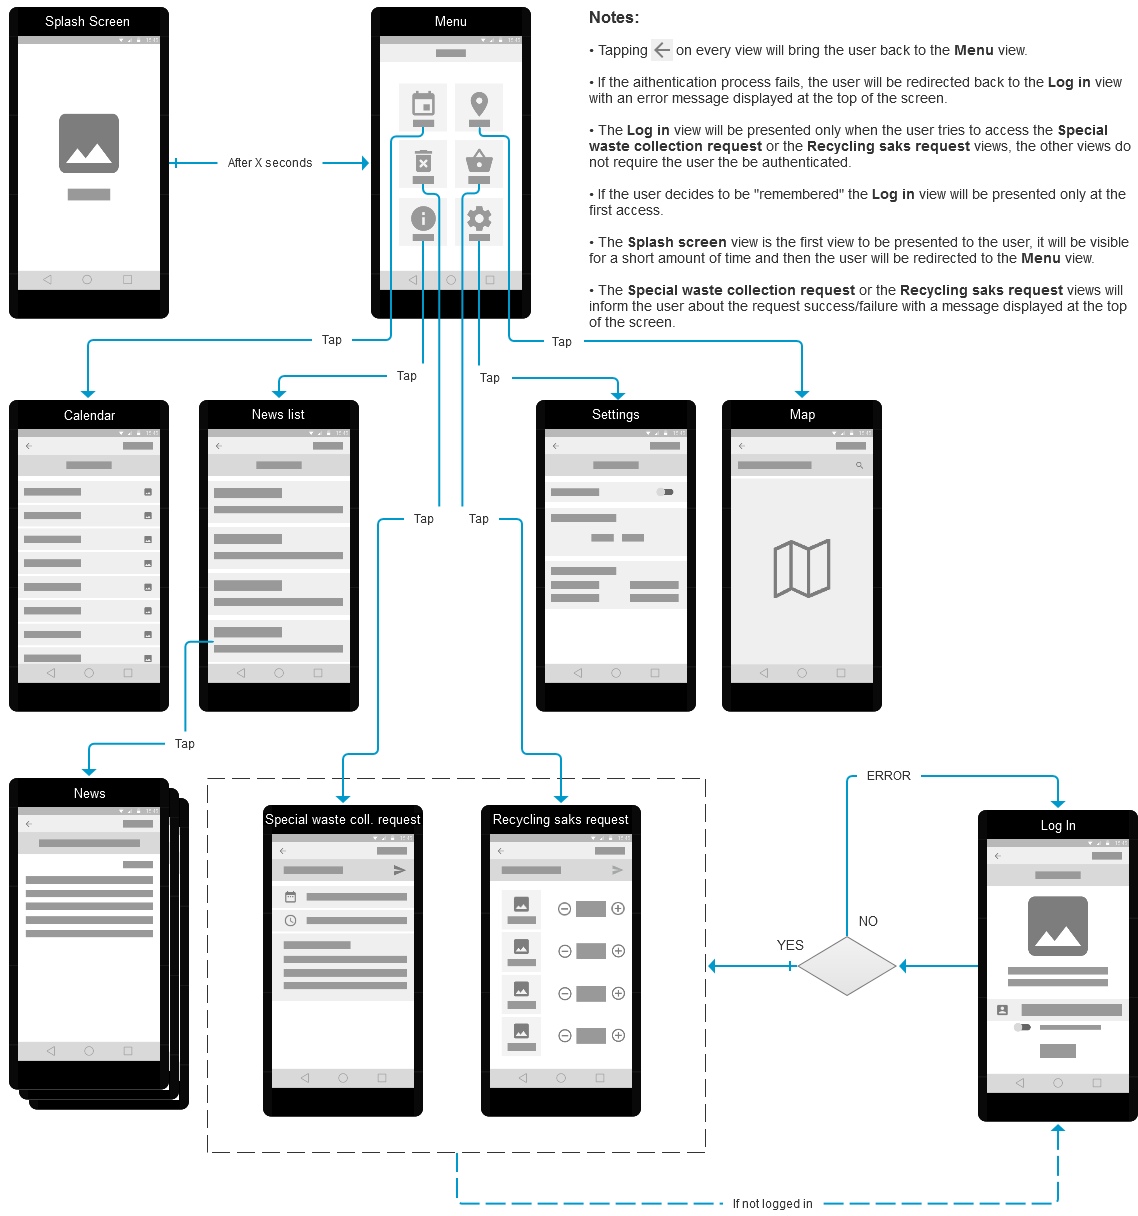 Splash Screen
Menu
Notes:
• Tapping on every view will bring the user back to the Menu view.
• If the aithentication process fails, the user will be redirected back to the Log in view
with an error message displayed at the top of the screen.
• The Log in view will be presented only when the user tries to access the Special
waste collection request or the Recycling saks request views, the other views do
not require the user the be authenticated.
• If the user decides to be "remembered" the Log in view will be presented only at the
first access.
• The Splash screen view is the first view to be presented to the user, it will be visible
for a short amount of time and then the user will be redirected to the Menu view.
• The Special waste collection request or the Recycling saks request views will
inform the user about the request success/failure with a message displayed at the top
of the screen.
After X seconds
Tap
Tap
Tap
Tap
Calendar
News list
Settings
Map
Tap
Tap
Tap
News
Special waste coll. request
Recycling saks request
ERROR
Log In
NO
YES
If not logged in